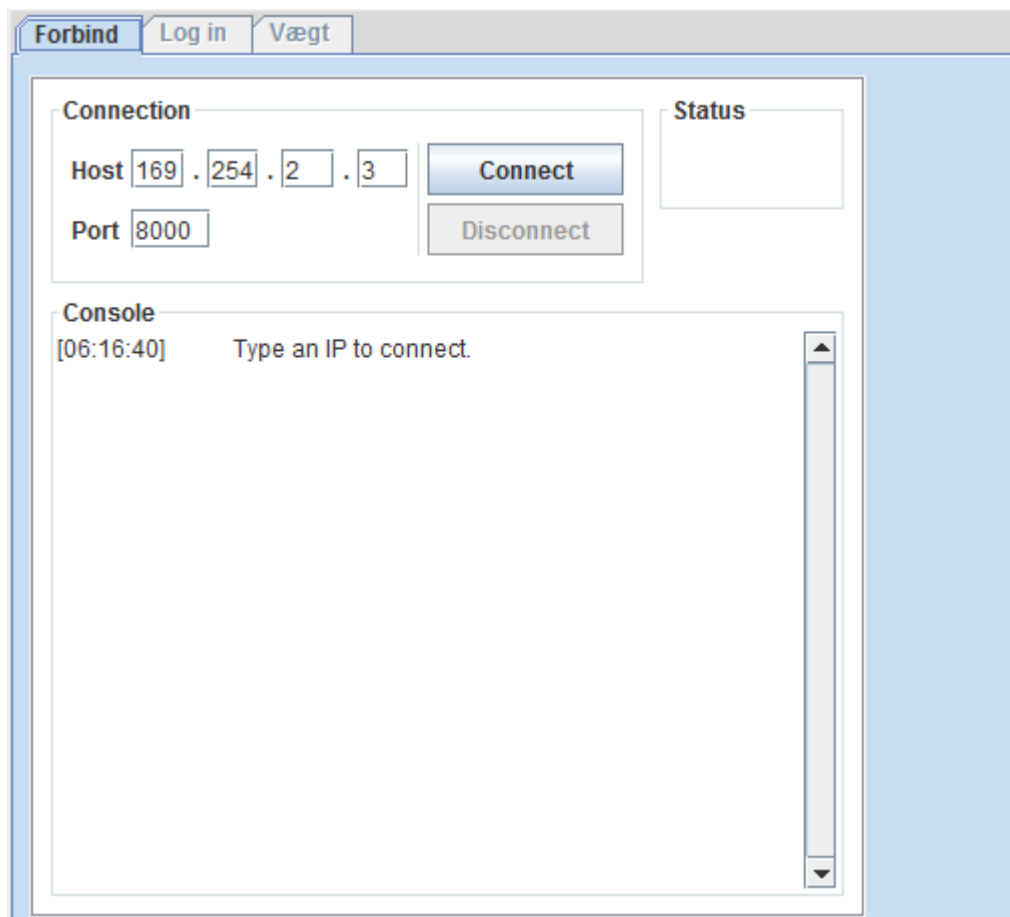 Forbind Log in Vægt
Connection Status
Host 169 . 254 . 2 . 3 Connect
Port 8000 Disconnect
Console
[06:16:40] Type an IP to connect.